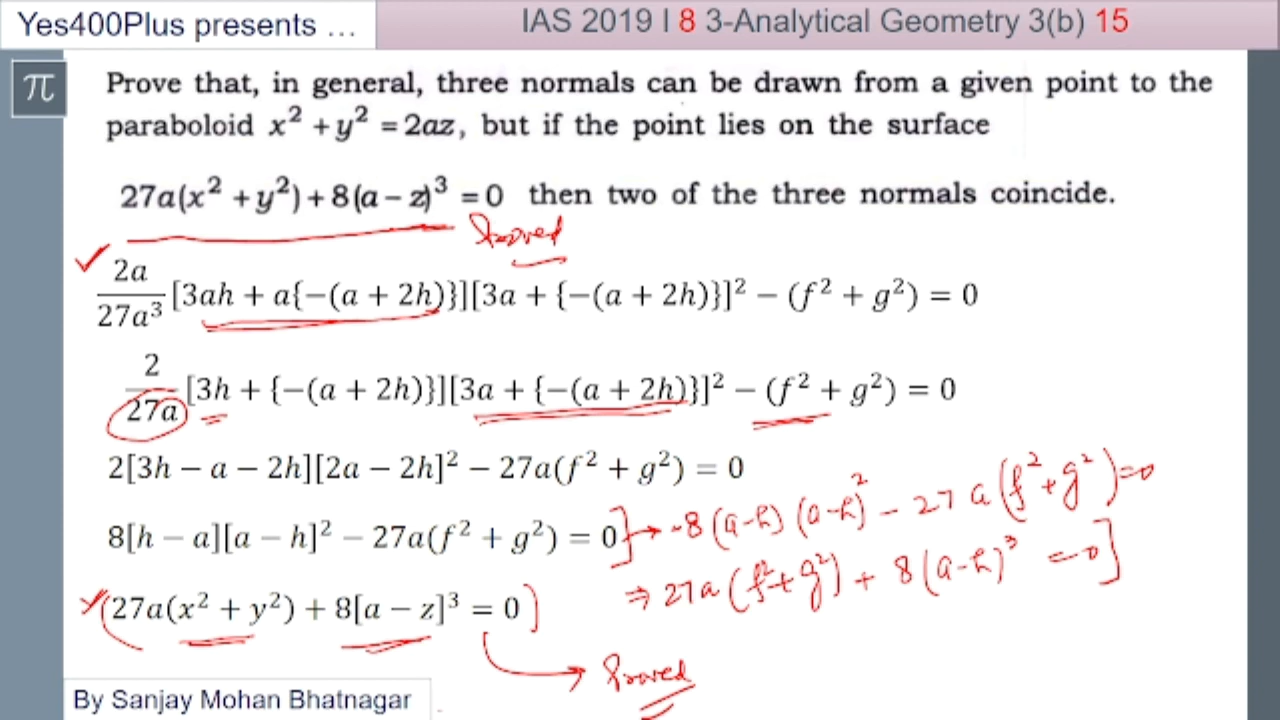 Yes400Plus presents …
IAS 2019 I 8 3-Analytical Geometry 3(b) 15
π
Prove that, in general, three normals can be drawn from a given point to the
paraboloid x² + y² = 2az, but if the point lies on the surface
27a(x² + y²) + 8(a − z)³ = 0 then two of the three normals coincide.
Proved
2a/27a³ [3ah + a{−(a + 2h)}][3a + {−(a + 2h)}]² − (f² + g²) = 0
2/27a [3h + {−(a + 2h)}][3a + {−(a + 2h)}]² − (f² + g²) = 0
2[3h − a − 2h][2a − 2h]² − 27a(f² + g²) = 0
8[h − a][a − h]² − 27a(f² + g²) = 0 ]→ −8(a−h)(a−h)² − 27a(f²+g²)=0
⇒ 27a(f²+g²) + 8(a−h)³ = 0]
(27a(x² + y²) + 8[a − z]³ = 0)
Proved
By Sanjay Mohan Bhatnagar